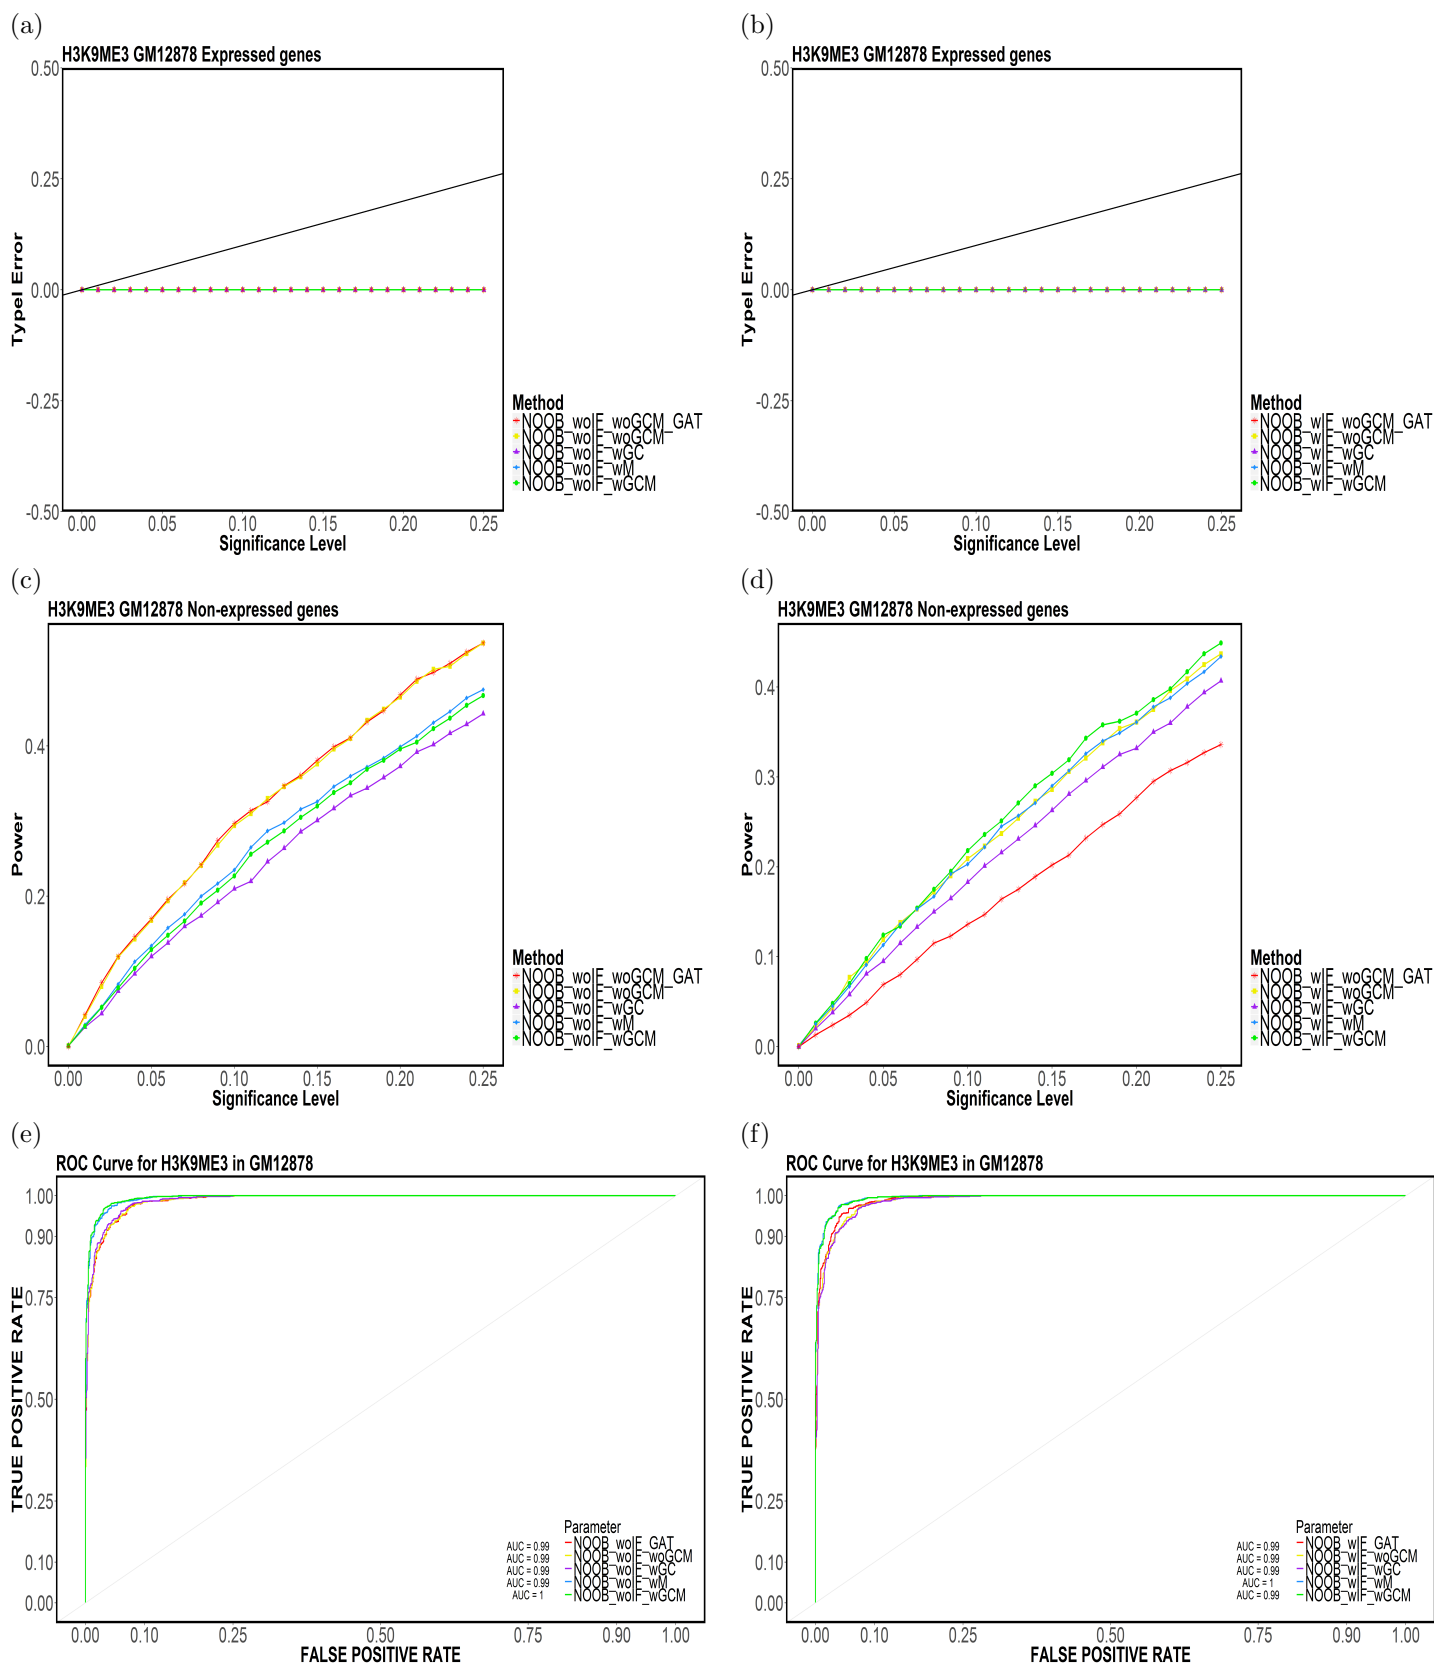 (a)
H3K9ME3 GM12878 Expressed genes
0.50
0.25
0.00
-0.25
-0.50
TypeI Error
0.00 0.05 0.10 0.15 0.20 0.25
Significance Level
Method
NOOB_woIF_woGCM_GAT
NOOB_woIF_woGCM
NOOB_woIF_wGC
NOOB_woIF_wM
NOOB_woIF_wGCM
(b)
H3K9ME3 GM12878 Expressed genes
0.50
0.25
0.00
-0.25
-0.50
TypeI Error
0.00 0.05 0.10 0.15 0.20 0.25
Significance Level
Method
NOOB_wIF_woGCM_GAT
NOOB_wIF_woGCM
NOOB_wIF_wGC
NOOB_wIF_wM
NOOB_wIF_wGCM
(c)
H3K9ME3 GM12878 Non-expressed genes
0.4
0.2
0.0
Power
0.00 0.05 0.10 0.15 0.20 0.25
Significance Level
Method
NOOB_woIF_woGCM_GAT
NOOB_woIF_woGCM
NOOB_woIF_wGC
NOOB_woIF_wM
NOOB_woIF_wGCM
(d)
H3K9ME3 GM12878 Non-expressed genes
0.4
0.3
0.2
0.1
0.0
Power
0.00 0.05 0.10 0.15 0.20 0.25
Significance Level
Method
NOOB_wIF_woGCM_GAT
NOOB_wIF_woGCM
NOOB_wIF_wGC
NOOB_wIF_wM
NOOB_wIF_wGCM
(e)
ROC Curve for H3K9ME3 in GM12878
1.00
0.90
0.75
0.50
0.25
0.10
0.00
TRUE POSITIVE RATE
Parameter
AUC = 0.99 NOOB_woIF_GAT
AUC = 0.99 NOOB_woIF_woGCM
AUC = 0.99 NOOB_woIF_wGC
AUC = 0.99 NOOB_woIF_wM
AUC = 1 NOOB_woIF_wGCM
0.00 0.10 0.25 0.50 0.75 0.90 1.00
FALSE POSITIVE RATE
(f)
ROC Curve for H3K9ME3 in GM12878
1.00
0.90
0.75
0.50
0.25
0.10
0.00
TRUE POSITIVE RATE
Parameter
AUC = 0.99 NOOB_wIF_GAT
AUC = 0.99 NOOB_wIF_woGCM
AUC = 0.99 NOOB_wIF_wGC
AUC = 1 NOOB_wIF_wM
AUC = 0.99 NOOB_wIF_wGCM
0.00 0.10 0.25 0.50 0.75 0.90 1.00
FALSE POSITIVE RATE